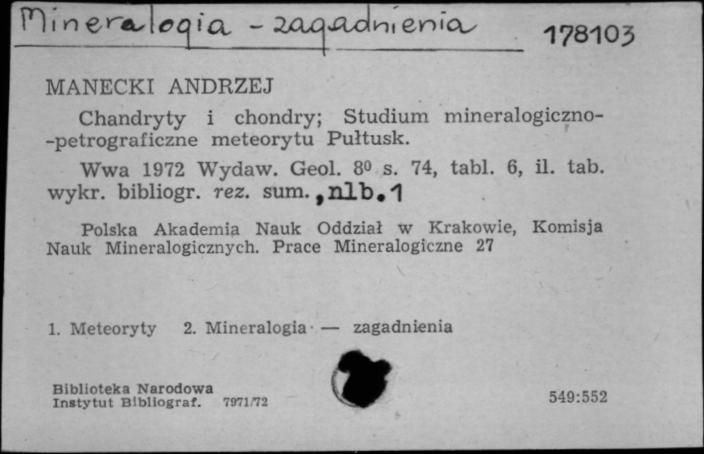 Mineralogia - zagadnienia 178103
MANECKI ANDRZEJ
Chandryty i chondry; Studium mineralogiczno-
-petrograficzne meteorytu Pułtusk.
Wwa 1972 Wydaw. Geol. 8⁰ s. 74, tabl. 6, il. tab.
wykr. bibliogr. rez. sum., nlb. 1
Polska Akademia Nauk Oddział w Krakowie, Komisja
Nauk Mineralogicznych. Prace Mineralogiczne 27
1. Meteoryty 2. Mineralogia — zagadnienia
Biblioteka Narodowa
Instytut Bibliograf. 7971/72 549:552